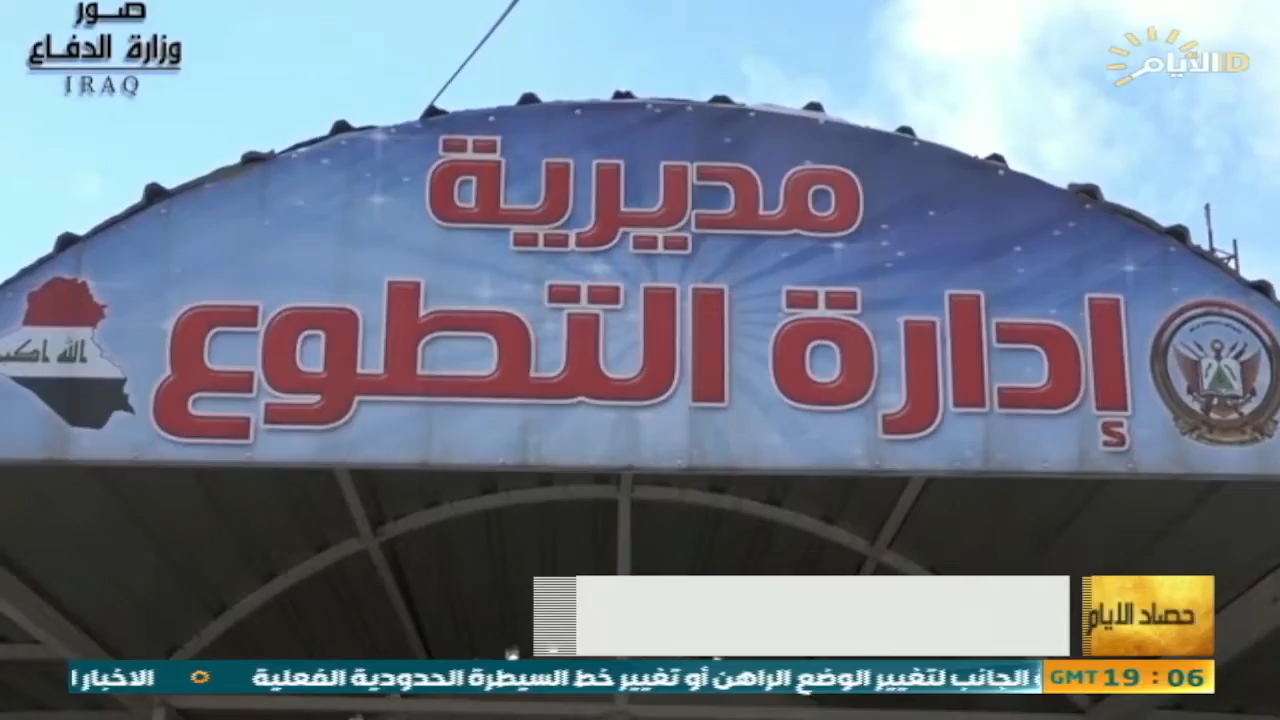 صور
وزارة الدفاع
IRAQ
الأيام
مديرية
إدارة التطوع
الله اكبر
حصاد الايام
الجانب لتغيير الوضع الراهن أو تغيير خط السيطرة الحدودية الفعلية
الاخبار
GMT 19 : 06